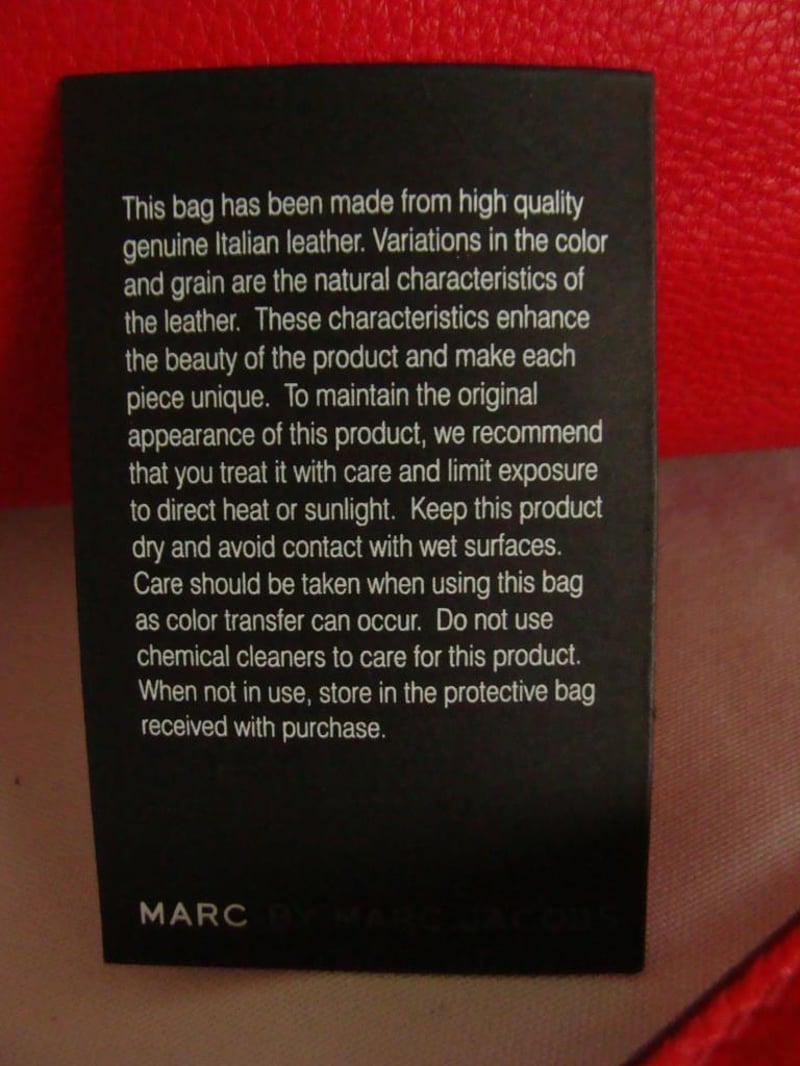 This bag has been made from high quality
genuine Italian leather. Variations in the color
and grain are the natural characteristics of
the leather.  These characteristics enhance
the beauty of the product and make each
piece unique.  To maintain the original
appearance of this product, we recommend
that you treat it with care and limit exposure
to direct heat or sunlight.  Keep this product
dry and avoid contact with wet surfaces.
Care should be taken when using this bag
as color transfer can occur.  Do not use
chemical cleaners to care for this product.
When not in use, store in the protective bag
received with purchase.
MARC BY MARC JACOBS